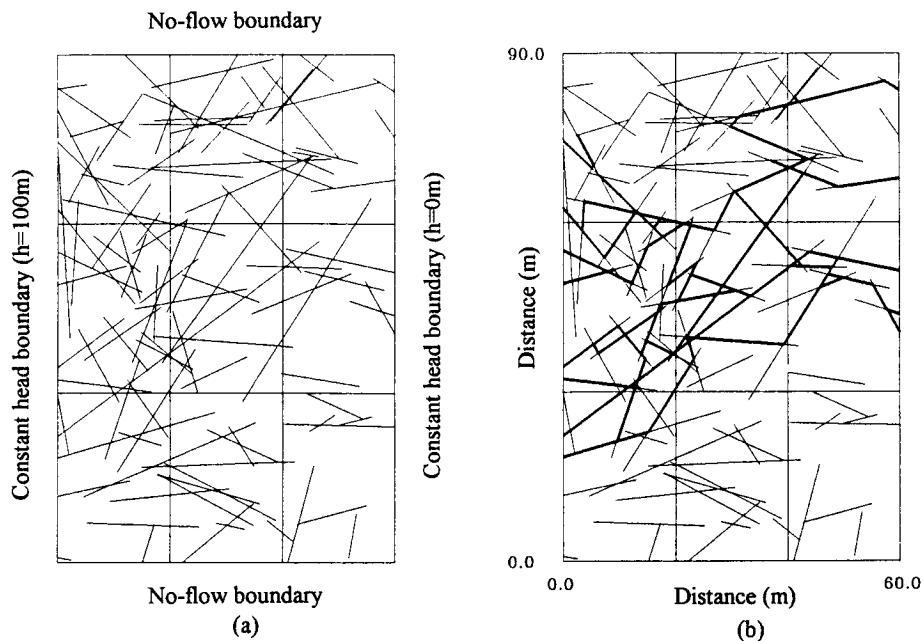 No-flow boundary
Constant head boundary (h=100m)
Constant head boundary (h=0m)
No-flow boundary
(a)
90.0
Distance (m)
0.0
0.0
60.0
Distance (m)
(b)